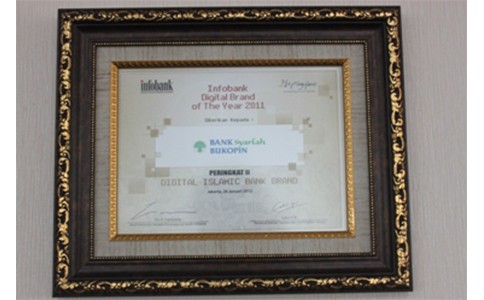 infobank
Infobank
Digital Brand
of The Year 2011
Diberikan Kepada :
BANK Syariah
BUKOPIN
PERINGKAT II
DIGITAL ISLAMIC BANK BRAND